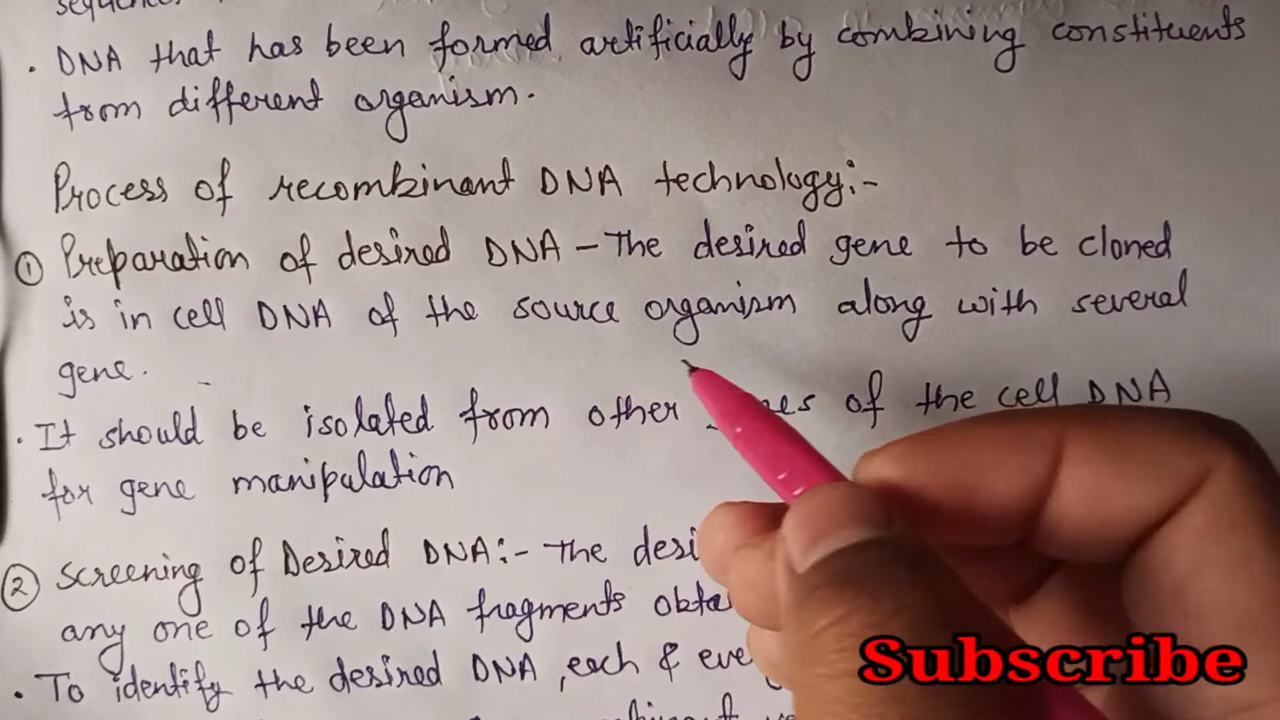 • DNA that has been formed artificially by combining constituents
from different organism.
Process of recombinant DNA technology:-
① Preparation of desired DNA – The desired gene to be cloned
is in cell DNA of the source organism along with several
gene.
• It should be isolated from other of the cell DNA
for gene manipulation
② Screening of Desired DNA:- The
any one of the DNA fragments
• To identify the desired DNA, each &
Subscribe